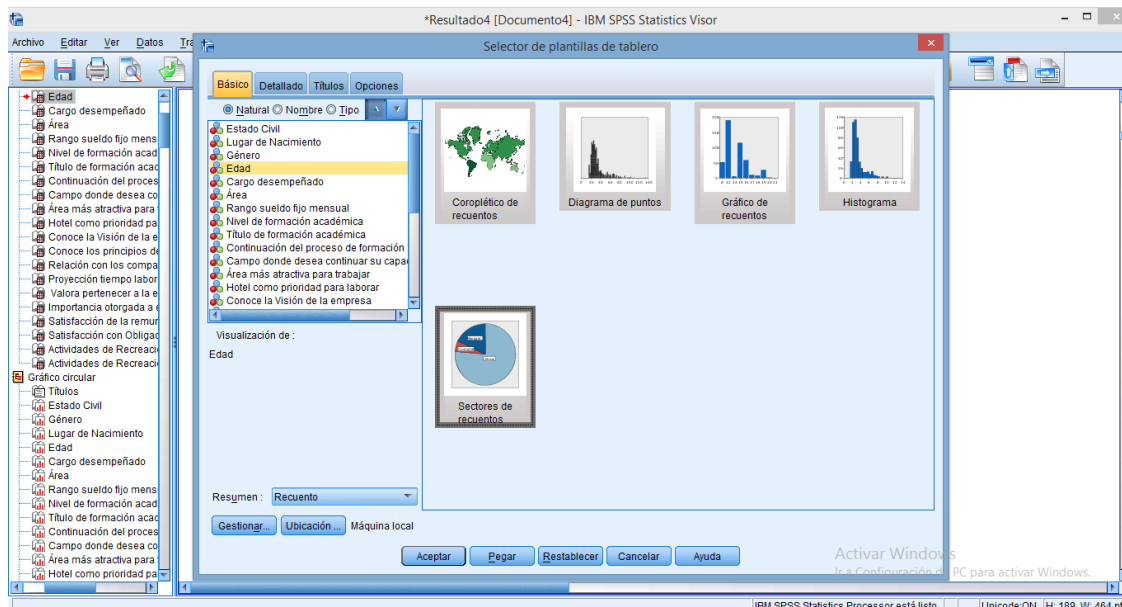 *Resultado4 [Documento4] - IBM SPSS Statistics Visor
Archivo Editar Ver Datos Tra
Edad
Cargo desempeñado
Área
Rango sueldo fijo mens
Nivel de formación acad
Título de formación acac
Continuación del proces
Campo donde desea co
Área más atractiva para
Hotel como prioridad pa
Conoce la Visión de la e
Conoce los principios de
Relación con los compa
Proyección tiempo labor
Valora pertenecer a la e
Importancia otorgada a
Satisfacción de la remur
Satisfacción con Obligac
Actividades de Recreaci
Actividades de Recreaci
Gráfico circular
Títulos
Estado Civil
Género
Lugar de Nacimiento
Edad
Cargo desempeñado
Área
Rango sueldo fijo mens
Nivel de formación acad
Título de formación acac
Continuación del proces
Campo donde desea co
Área más atractiva para
Hotel como prioridad pa
Selector de plantillas de tablero
Básico Detallado Títulos Opciones
Natural Nombre Tipo
Estado Civil
Lugar de Nacimiento
Género
Edad
Cargo desempeñado
Área
Rango sueldo fijo mensual
Nivel de formación académica
Título de formación académica
Continuación del proceso de formación
Campo donde desea continuar su capa
Área más atractiva para trabajar
Hotel como prioridad para laborar
Conoce la Visión de la empresa
Visualización de :
Edad
Coroplético de
recuentos
Diagrama de puntos
Gráfico de
recuentos
Histograma
Sectores de
recuentos
Resumen : Recuento
Gestionar... Ubicación ... Máquina local
Aceptar Pegar Restablecer Cancelar Ayuda
Activar Windows
Ir a Configuración de PC para activar Windows.
IBM SPSS Statistics Processor está listo Unicode:ON H: 189, W: 464 pt